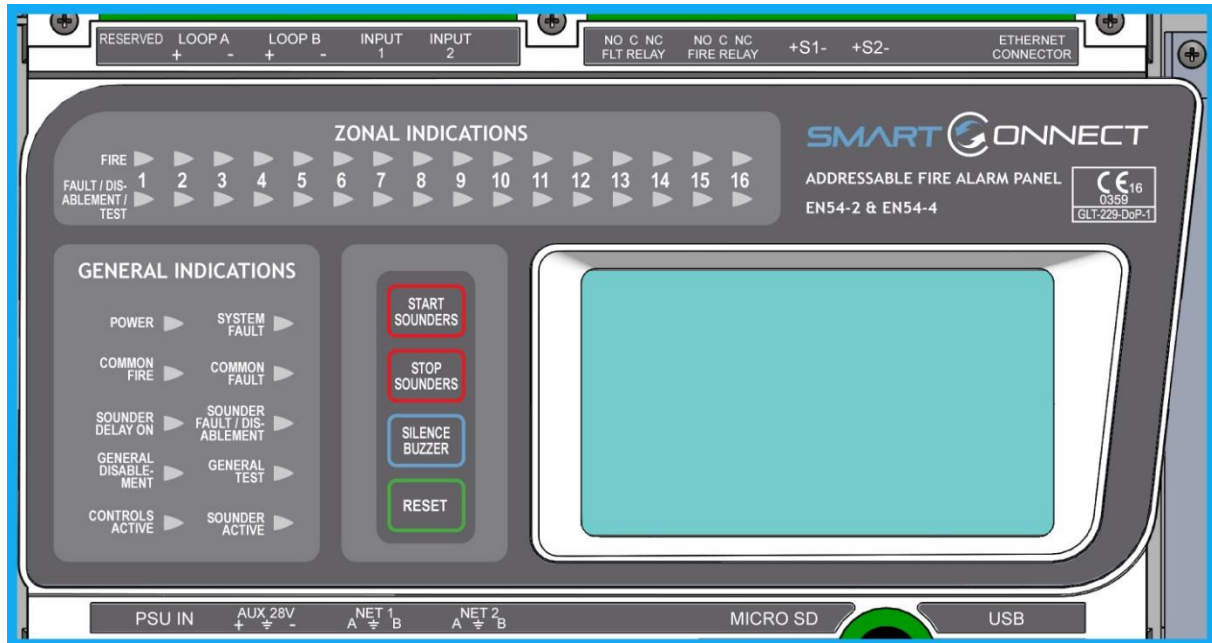 RESERVED LOOP A LOOP B INPUT INPUT
+ - + - 1 2
NO C NC NO C NC +S1- +S2- ETHERNET
FLT RELAY FIRE RELAY CONNECTOR
ZONAL INDICATIONS
FIRE
1 2 3 4 5 6 7 8 9 10 11 12 13 14 15 16
FAULT / DIS-
ABLEMENT /
TEST
SMART CONNECT
ADDRESSABLE FIRE ALARM PANEL
EN54-2 & EN54-4
CE 16
0359
GLT-229-DoP-1
GENERAL INDICATIONS
POWER
SYSTEM
FAULT
COMMON
FIRE
COMMON
FAULT
SOUNDER
DELAY ON
SOUNDER
FAULT / DIS-
ABLEMENT
GENERAL
DISABLE-
MENT
GENERAL
TEST
CONTROLS
ACTIVE
SOUNDER
ACTIVE
START
SOUNDERS
STOP
SOUNDERS
SILENCE
BUZZER
RESET
PSU IN AUX 28V NET 1 NET 2 MICRO SD USB
+ - A B A B